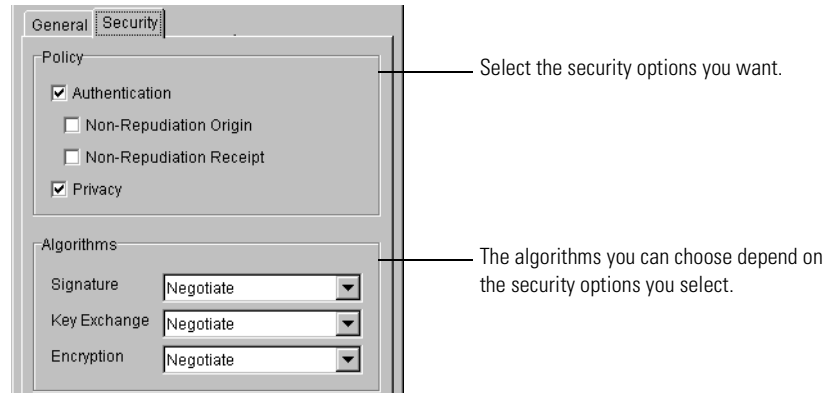 General Security
Policy
Select the security options you want.
Authentication
Non-Repudiation Origin
Non-Repudiation Receipt
Privacy
Algorithms
The algorithms you can choose depend on
the security options you select.
Signature Negotiate
Key Exchange Negotiate
Encryption Negotiate